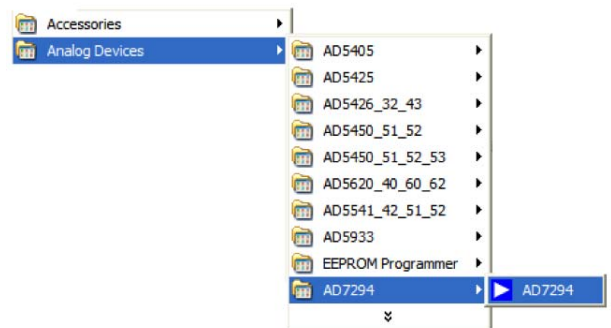 Accessories
Analog Devices
AD5405
AD5425
AD5426_32_43
AD5450_51_52
AD5450_51_52_53
AD5620_40_60_62
AD5541_42_51_52
AD5933
EEPROM Programmer
AD7294
AD7294